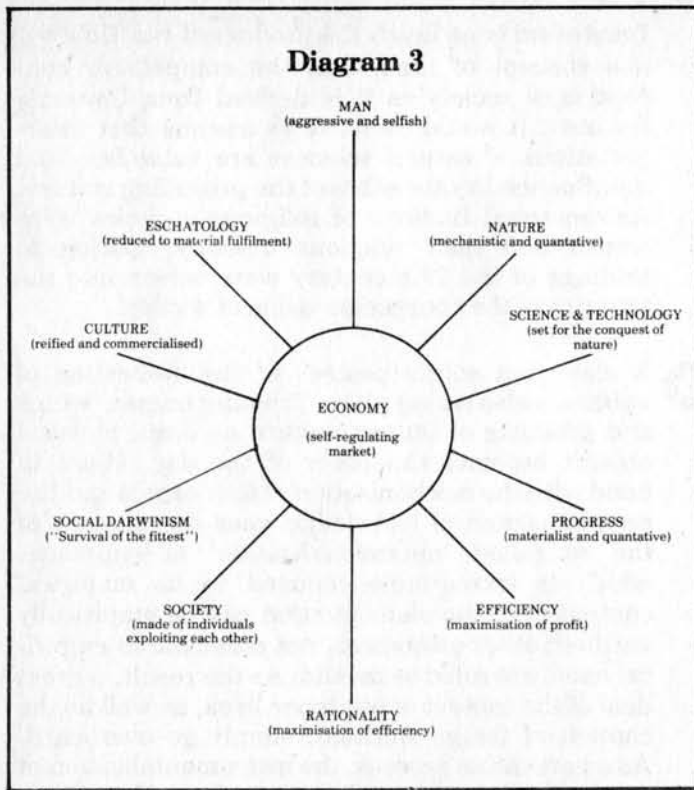 Diagram 3
MAN
(aggressive and selfish)
ESCHATOLOGY
(reduced to material fulfilment)
NATURE
(mechanistic and quantative)
CULTURE
(reified and commercialised)
SCIENCE & TECHNOLOGY
(set for the conquest of
nature)
ECONOMY
(self-regulating
market)
SOCIAL DARWINISM
("Survival of the fittest")
PROGRESS
(materialist and quantative)
SOCIETY
(made of individuals
exploiting each other)
EFFICIENCY
(maximisation of profit)
RATIONALITY
(maximisation of efficiency)